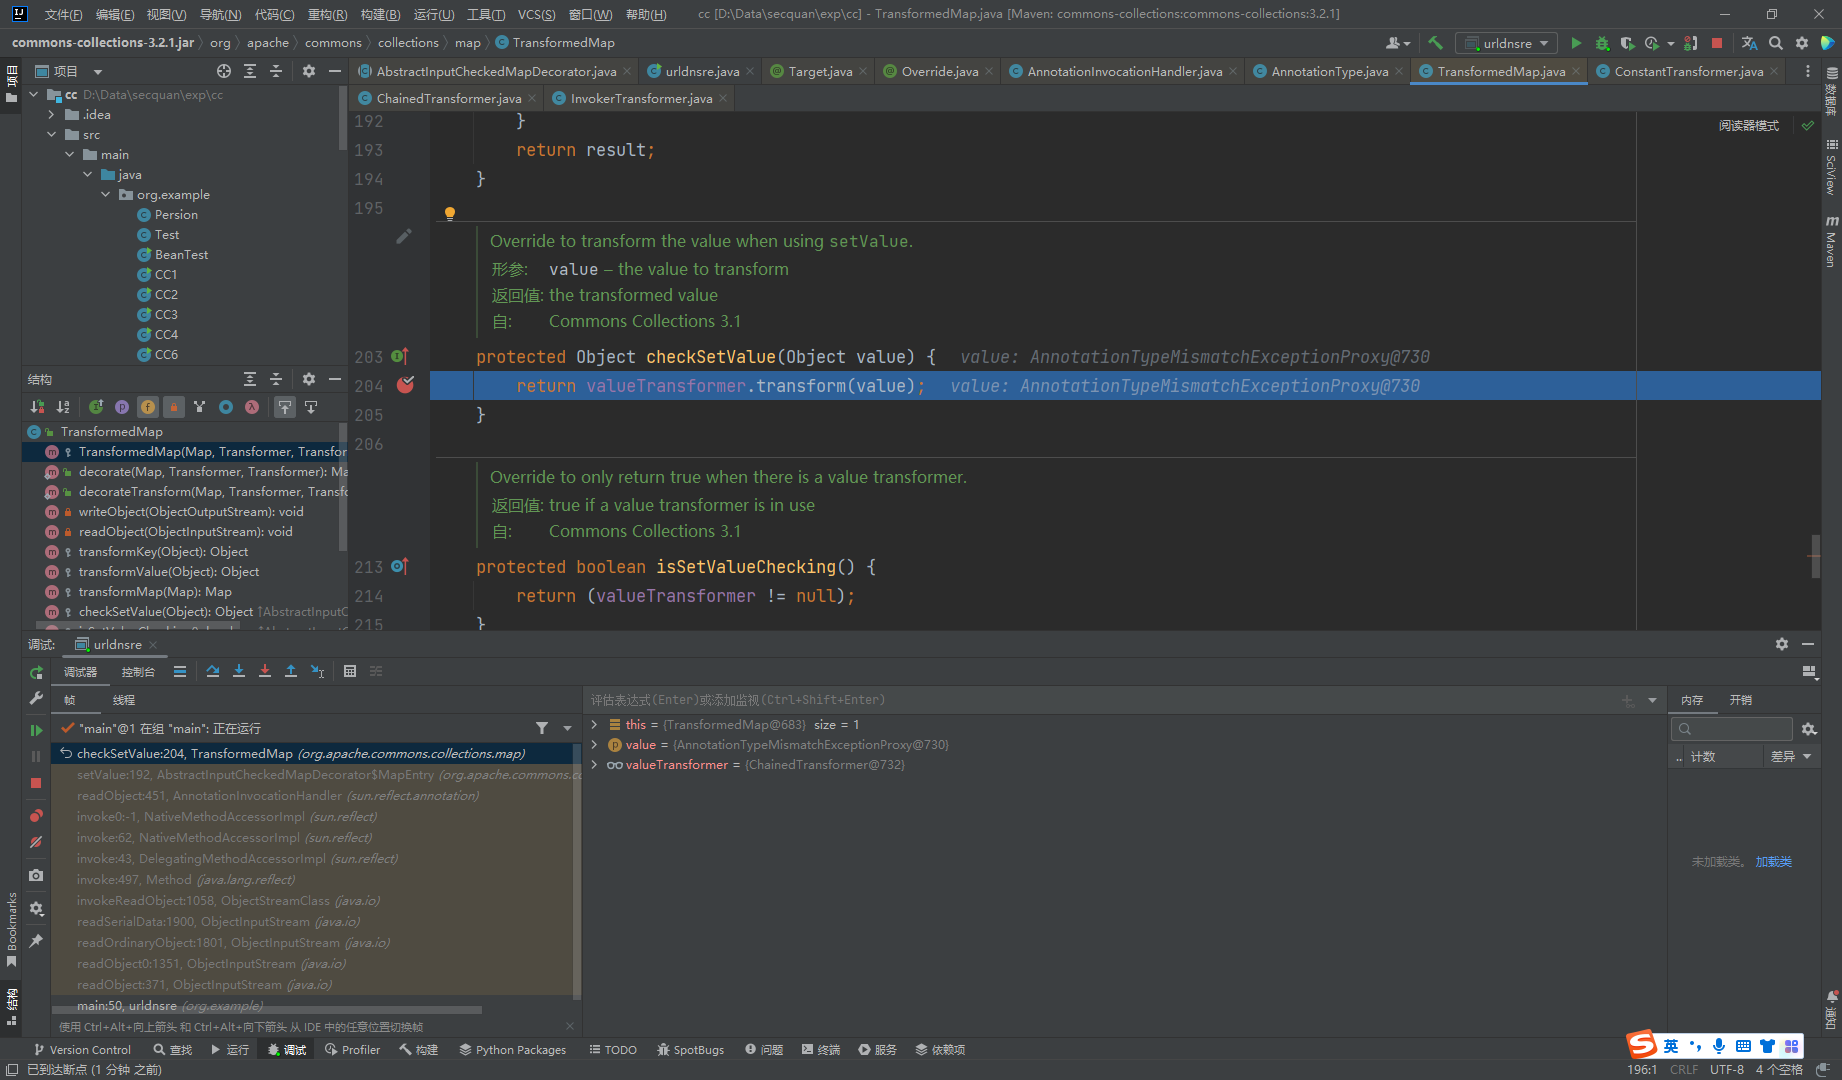 文件(F) 编辑(E) 视图(V) 导航(N) 代码(C) 重构(R) 构建(B) 运行(U) 工具(T) VCS(S) 窗口(W) 帮助(H) cc [D:\Data\secquan\exp\cc] - TransformedMap.java [Maven: commons-collections:commons-collections:3.2.1]
commons-collections-3.2.1.jar org apache commons collections map TransformedMap urldnsre
项目
AbstractInputCheckedMapDecorator.java urldnsre.java Target.java Override.java AnnotationInvocationHandler.java AnnotationType.java TransformedMap.java ConstantTransformer.java
ChainedTransformer.java InvokerTransformer.java
项目
cc D:\Data\secquan\exp\cc
.idea
src
main
java
org.example
Persion
Test
BeanTest
CC1
CC2
CC3
CC4
CC6
阅读器模式
数据库
SciView
Maven
192 }
193 return result;
194 }
195
Override to transform the value when using setValue.
形参: value – the value to transform
返回值: the transformed value
自: Commons Collections 3.1
203 protected Object checkSetValue(Object value) { value: AnnotationTypeMismatchExceptionProxy@730
204 return valueTransformer.transform(value); value: AnnotationTypeMismatchExceptionProxy@730
205 }
206
Override to only return true when there is a value transformer.
返回值: true if a value transformer is in use
自: Commons Collections 3.1
213 protected boolean isSetValueChecking() {
214 return (valueTransformer != null);
215 }
结构
TransformedMap
TransformedMap(Map, Transformer, Transfor
decorate(Map, Transformer, Transformer): Ma
decorateTransform(Map, Transformer, Transfo
writeObject(ObjectOutputStream): void
readObject(ObjectInputStream): void
transformKey(Object): Object
transformValue(Object): Object
transformMap(Map): Map
checkSetValue(Object): Object ↑AbstractInputC
调试: urldnsre
调试器 控制台
帧 线程
"main"@1 在组 "main": 正在运行
checkSetValue:204, TransformedMap (org.apache.commons.collections.map)
setValue:192, AbstractInputCheckedMapDecorator$MapEntry (org.apache.commons.co
readObject:451, AnnotationInvocationHandler (sun.reflect.annotation)
invoke0:-1, NativeMethodAccessorImpl (sun.reflect)
invoke:62, NativeMethodAccessorImpl (sun.reflect)
invoke:43, DelegatingMethodAccessorImpl (sun.reflect)
invoke:497, Method (java.lang.reflect)
invokeReadObject:1058, ObjectStreamClass (java.io)
readSerialData:1900, ObjectInputStream (java.io)
readOrdinaryObject:1801, ObjectInputStream (java.io)
readObject0:1351, ObjectInputStream (java.io)
readObject:371, ObjectInputStream (java.io)
main:50, urldnsre (org.example)
使用 Ctrl+Alt+向上箭头 和 Ctrl+Alt+向下箭头 从 IDE 中的任意位置切换帧
评估表达式(Enter)或添加监视(Ctrl+Shift+Enter)
this = {TransformedMap@683} size = 1
value = {AnnotationTypeMismatchExceptionProxy@730}
valueTransformer = {ChainedTransformer@732}
内存 开销
.. 计数 差异
未加载类。 加载类
Bookmarks
结构
通知
Version Control 查找 运行 调试 Profiler 构建 Python Packages TODO SpotBugs 问题 终端 服务 依赖项
英
已到达断点 (1 分钟 之前) 196:1 CRLF UTF-8 4 个空格